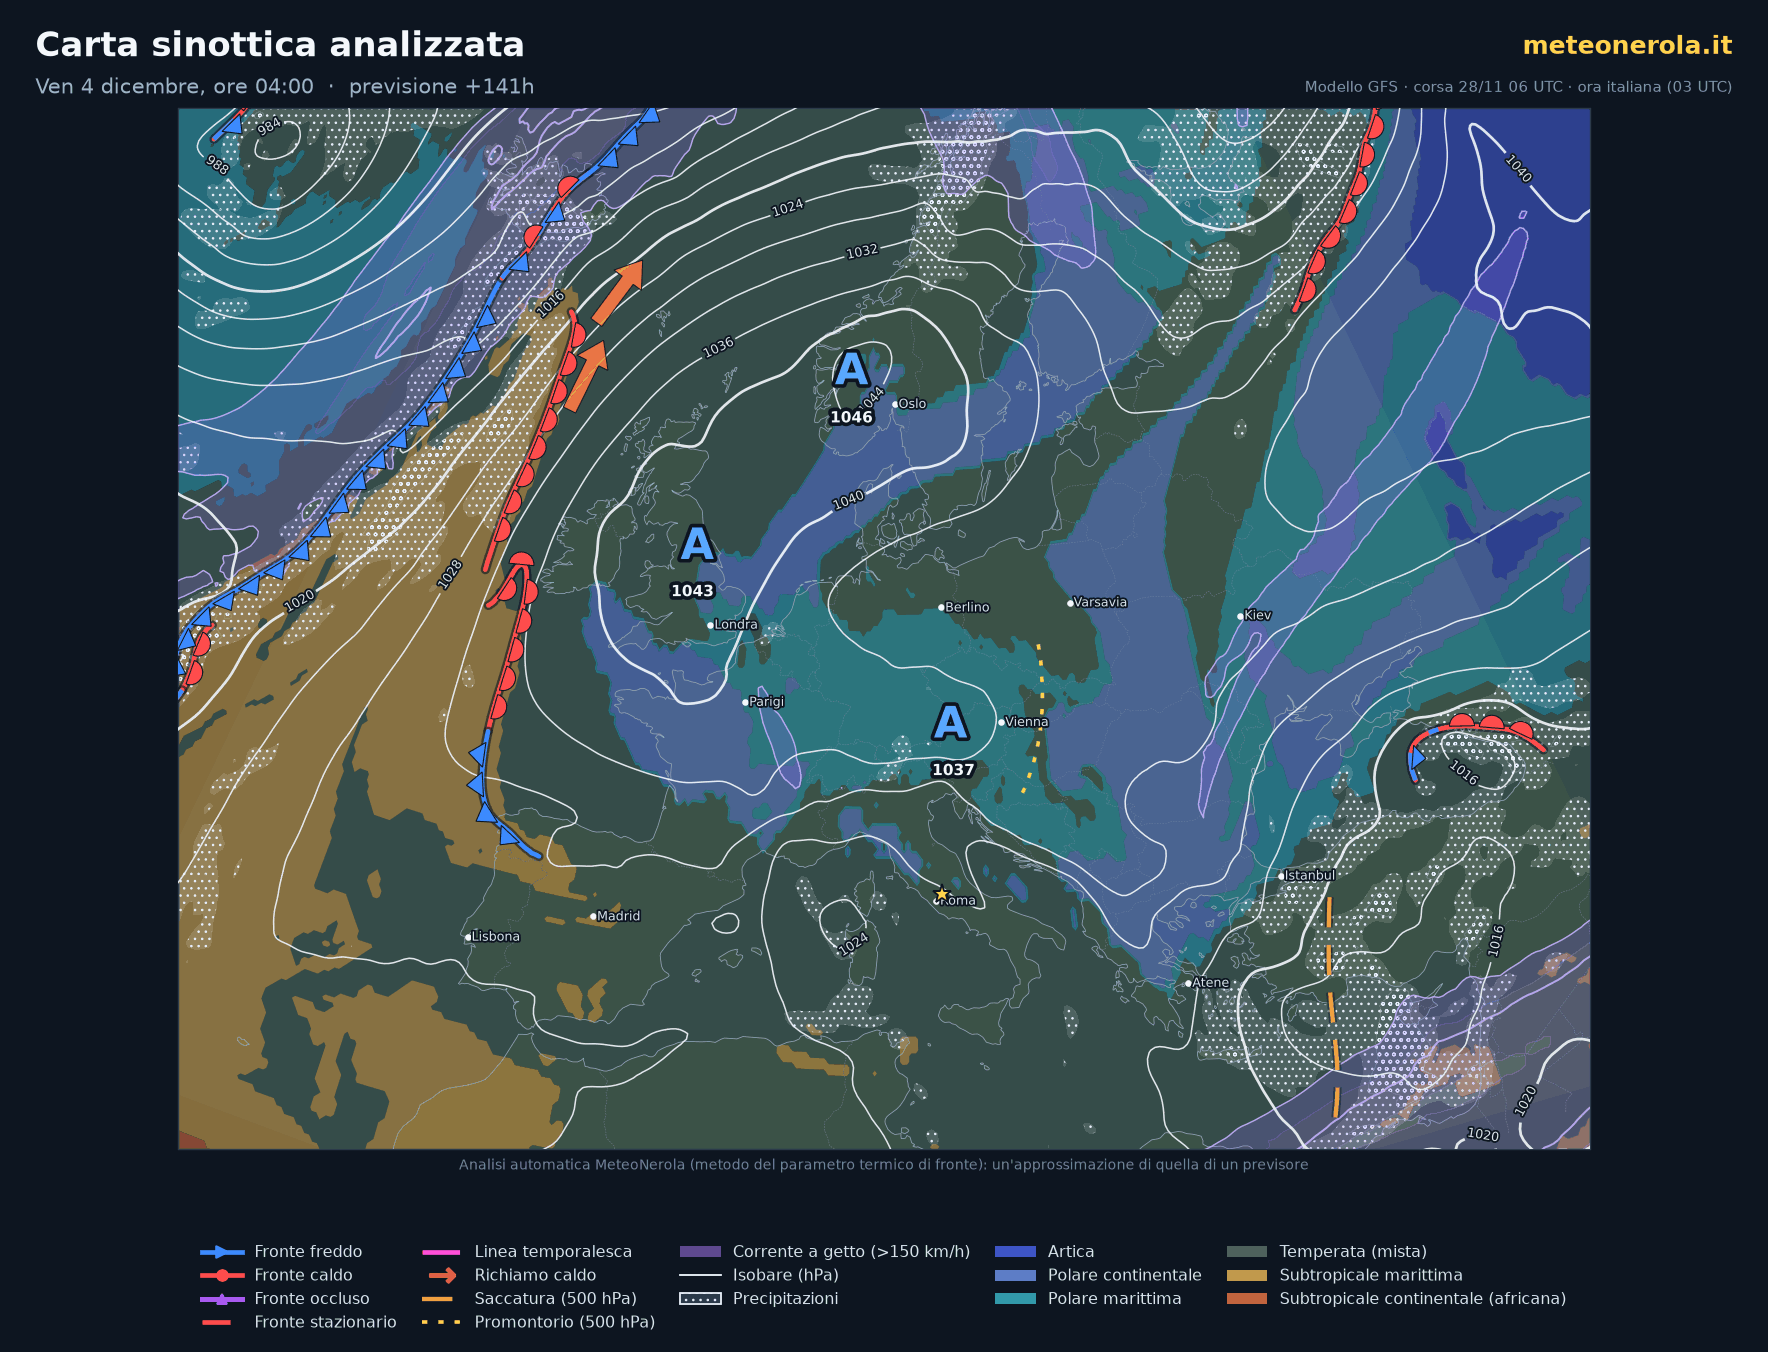 Carta sinottica analizzata
meteonerola.it
Ven 4 dicembre, ore 04:00 · previsione +141h
Modello GFS · corsa 28/11 06 UTC · ora italiana (03 UTC)
984
988
1040
1024
1032
1016
1036
A
1044
Oslo
1046
1040
A
1028
1043
1020
Londra
Berlino
Varsavia
Kiev
Parigi
A
Vienna
1037
1016
Istanbul
Roma
Madrid
Lisbona
1024
1016
Atene
1020
1020
Analisi automatica MeteoNerola (metodo del parametro termico di fronte): un'approssimazione di quella di un previsore
Fronte freddo
Fronte caldo
Fronte occluso
Fronte stazionario
Linea temporalesca
Richiamo caldo
Saccatura (500 hPa)
Promontorio (500 hPa)
Corrente a getto (>150 km/h)
Isobare (hPa)
Precipitazioni
Artica
Polare continentale
Polare marittima
Temperata (mista)
Subtropicale marittima
Subtropicale continentale (africana)